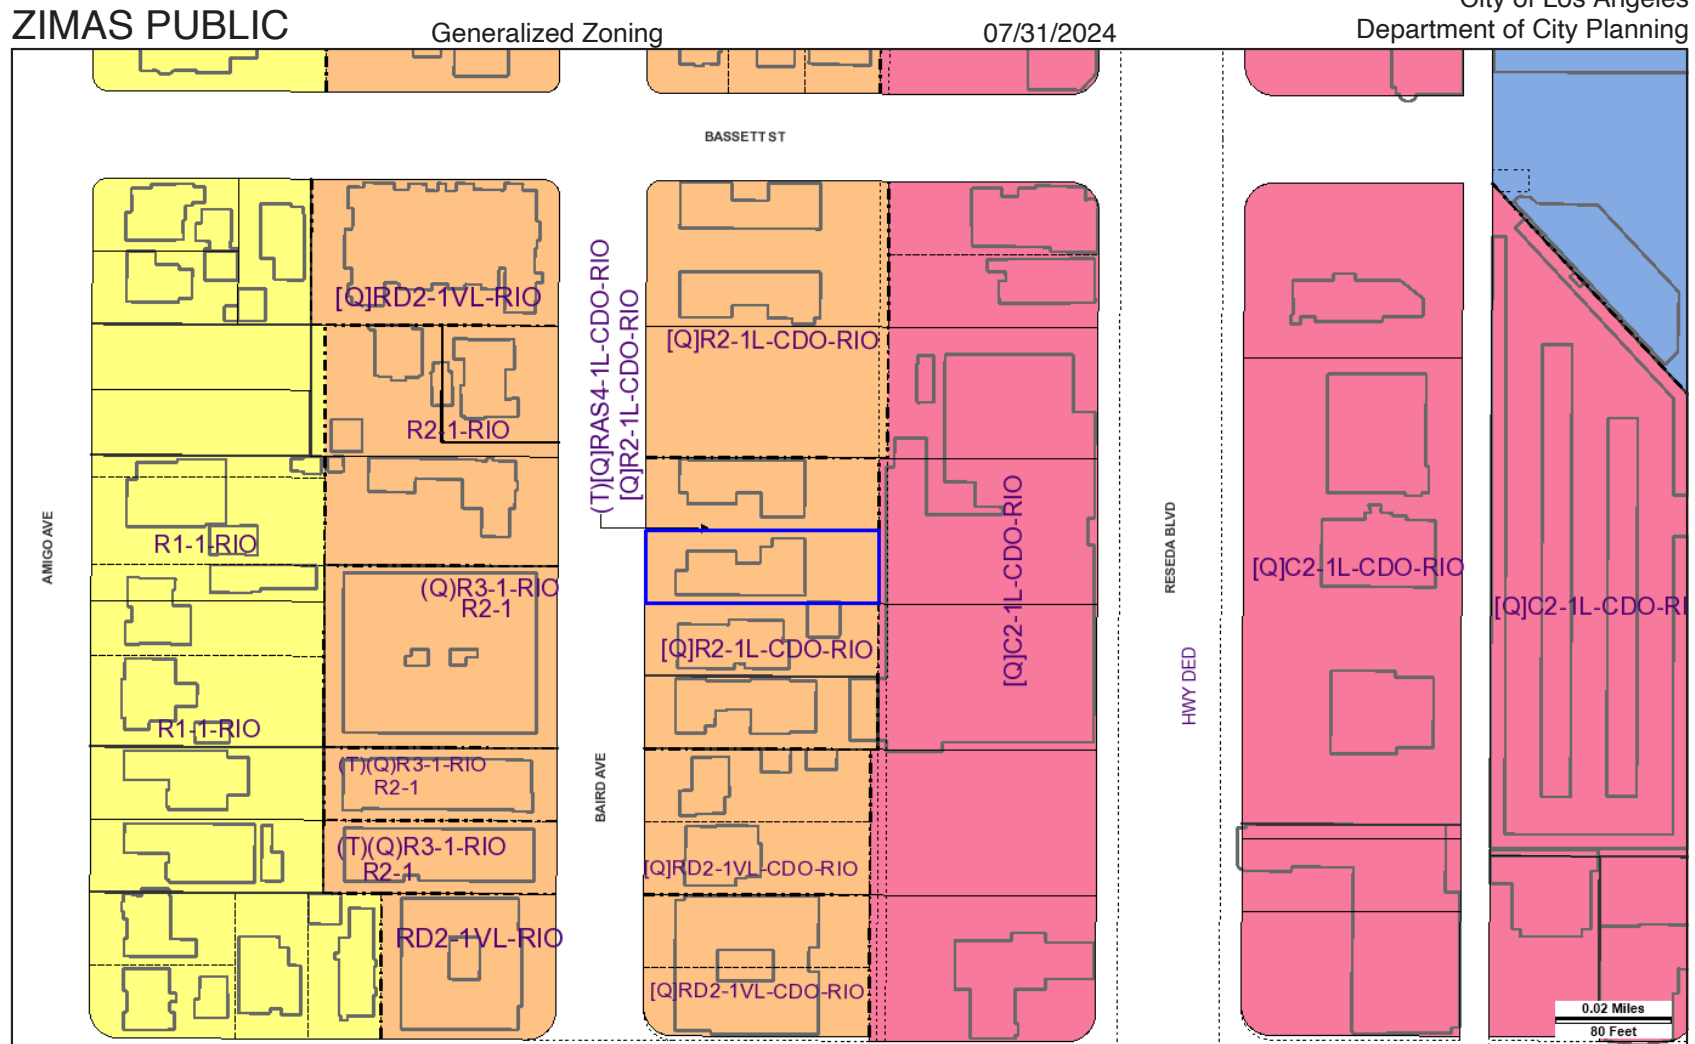 City of Los Angeles
ZIMAS PUBLIC
Generalized Zoning
07/31/2024
Department of City Planning
BASSETT ST
[Q]RD2-1VL-RIO
(T)[Q]RAS4-1L-CDO-RIO
[Q]R2-1L-CDO-RIO
[Q]R2-1L-CDO-RIO
R2-1-RIO
AMIGO AVE
R1-1-RIO
(Q)R3-1-RIO
R2-1
[Q]C2-1L-CDO-RIO
RESEDA BLVD
[Q]C2-1L-CDO-RIO
[Q]C2-1L-CDO-RI
[Q]R2-1L-CDO-RIO
HWY DED
R1-1-RIO
(T)(Q)R3-1-RIO
R2-1
BAIRD AVE
(T)(Q)R3-1-RIO
R2-1
[Q]RD2-1VL-CDO-RIO
RD2-1VL-RIO
[Q]RD2-1VL-CDO-RIO
0.02 Miles
80 Feet